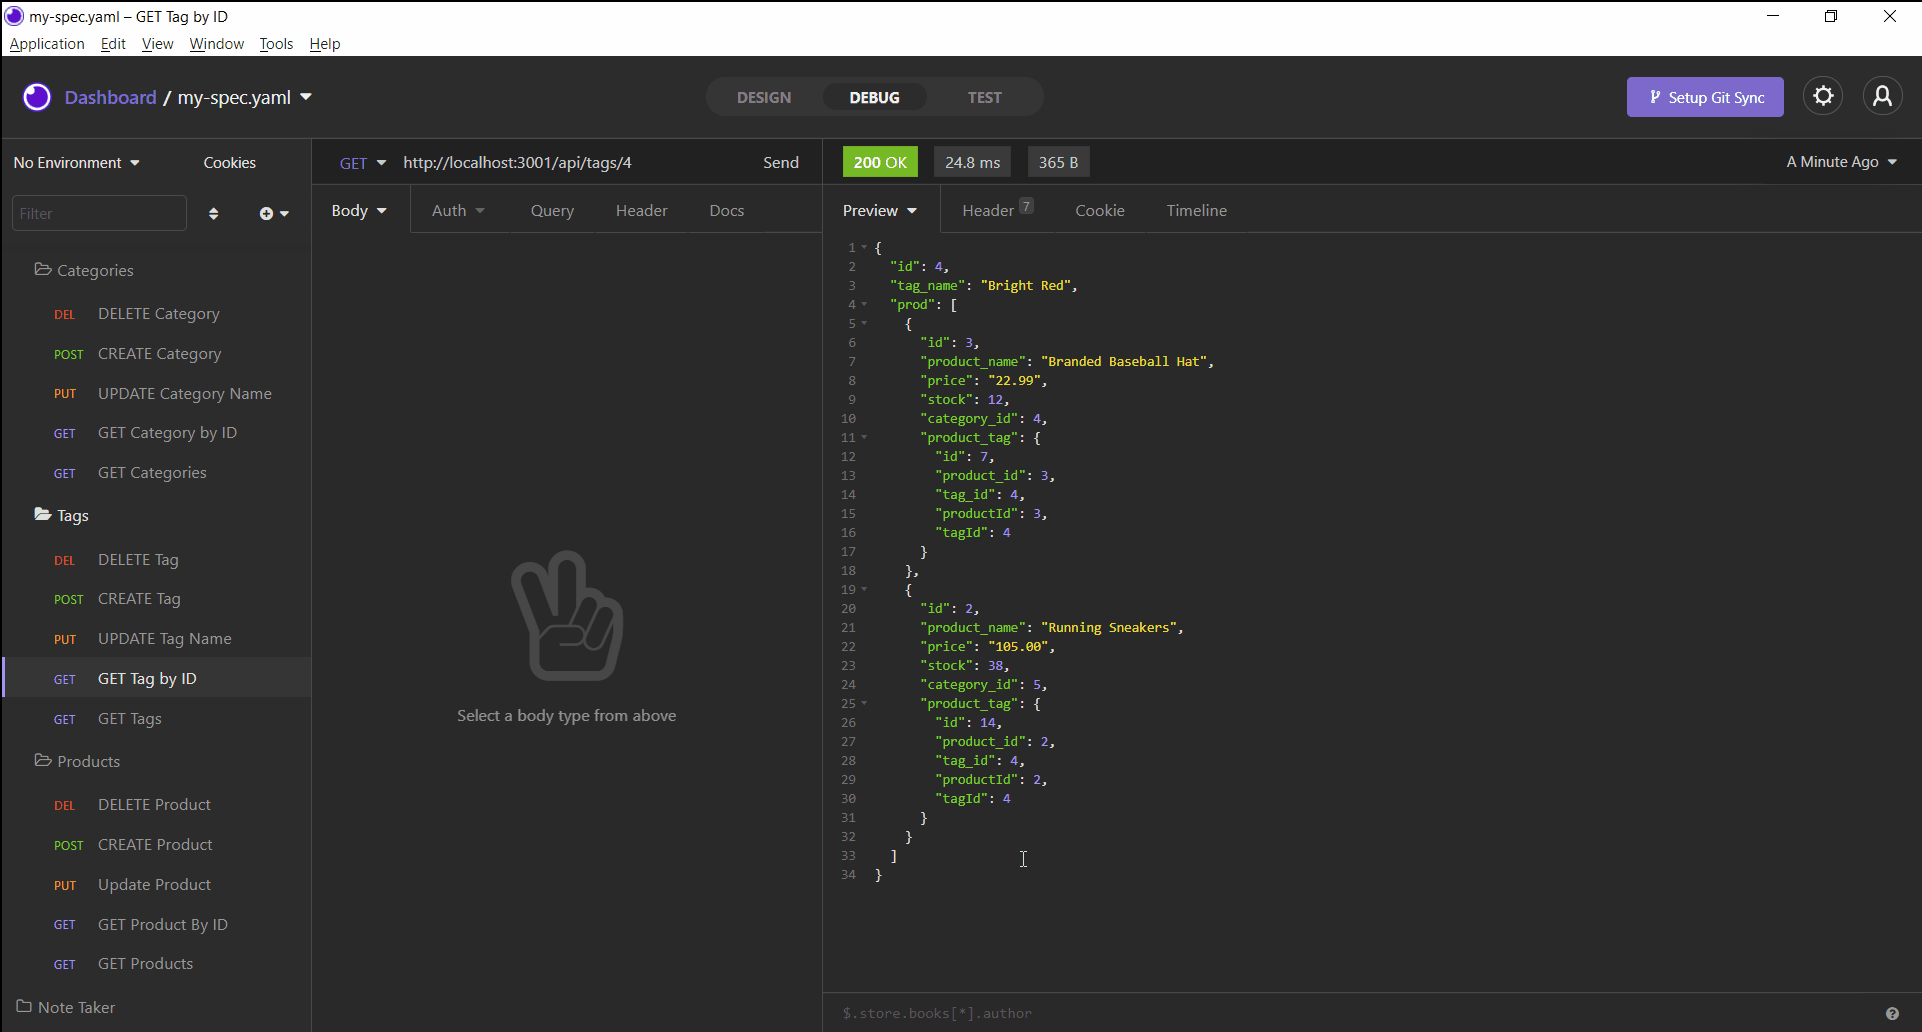 my-spec.yaml – GET Tag by ID
Application Edit View Window Tools Help
Dashboard / my-spec.yaml
DESIGN DEBUG TEST
Setup Git Sync
No Environment Cookies
Filter
Categories
DEL DELETE Category
POST CREATE Category
PUT UPDATE Category Name
GET GET Category by ID
GET GET Categories
Tags
DEL DELETE Tag
POST CREATE Tag
PUT UPDATE Tag Name
GET GET Tag by ID
GET GET Tags
Products
DEL DELETE Product
POST CREATE Product
PUT Update Product
GET GET Product By ID
GET GET Products
Note Taker
GET http://localhost:3001/api/tags/4 Send
Body Auth Query Header Docs
Select a body type from above
200 OK 24.8 ms 365 B A Minute Ago
Preview Header 7 Cookie Timeline
1 {
2 "id": 4,
3 "tag_name": "Bright Red",
4 "prod": [
5 {
6 "id": 3,
7 "product_name": "Branded Baseball Hat",
8 "price": "22.99",
9 "stock": 12,
10 "category_id": 4,
11 "product_tag": {
12 "id": 7,
13 "product_id": 3,
14 "tag_id": 4,
15 "productId": 3,
16 "tagId": 4
17 }
18 },
19 {
20 "id": 2,
21 "product_name": "Running Sneakers",
22 "price": "105.00",
23 "stock": 38,
24 "category_id": 5,
25 "product_tag": {
26 "id": 14,
27 "product_id": 2,
28 "tag_id": 4,
29 "productId": 2,
30 "tagId": 4
31 }
32 }
33 ]
34 }
$.store.books[*].author